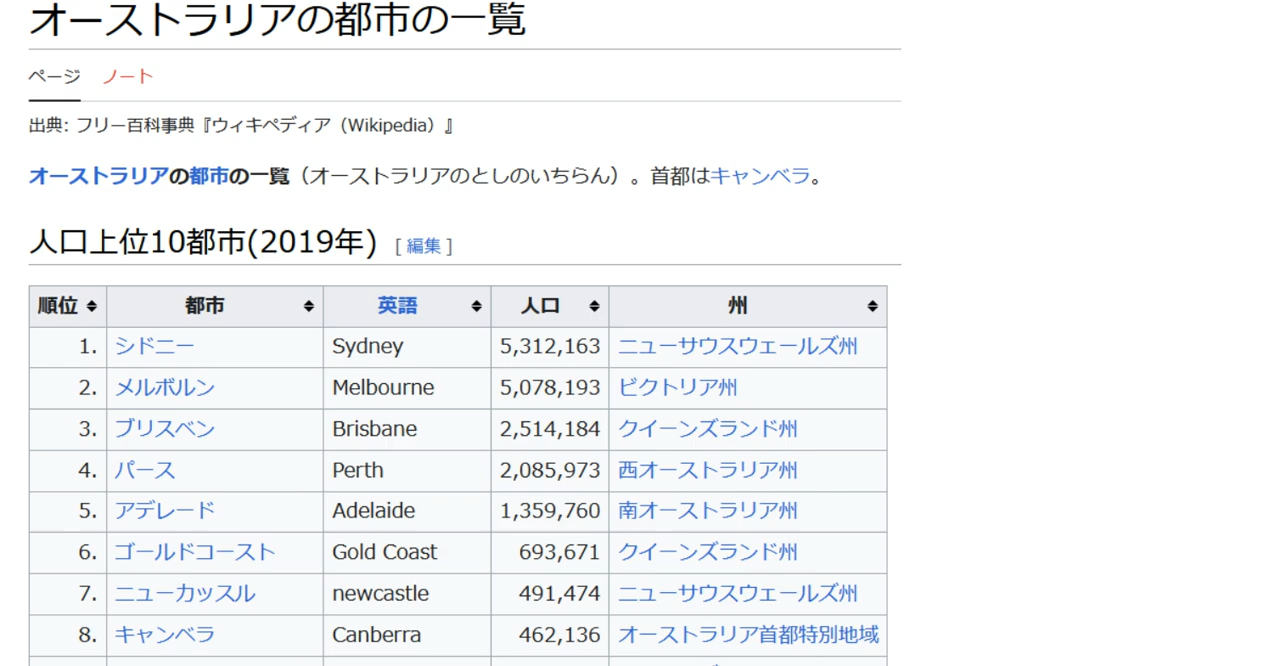 オーストラリアの都市の一覧
ページ ノート
出典: フリー百科事典『ウィキペディア（Wikipedia）』
オーストラリアの都市の一覧（オーストラリアのとしのいちらん）。首都はキャンベラ。
人口上位10都市(2019年) [ 編集 ]
順位 都市 英語 人口 州
1. シドニー Sydney 5,312,163 ニューサウスウェールズ州
2. メルボルン Melbourne 5,078,193 ビクトリア州
3. ブリスベン Brisbane 2,514,184 クイーンズランド州
4. パース Perth 2,085,973 西オーストラリア州
5. アデレード Adelaide 1,359,760 南オーストラリア州
6. ゴールドコースト Gold Coast 693,671 クイーンズランド州
7. ニューカッスル newcastle 491,474 ニューサウスウェールズ州
8. キャンベラ Canberra 462,136 オーストラリア首都特別地域